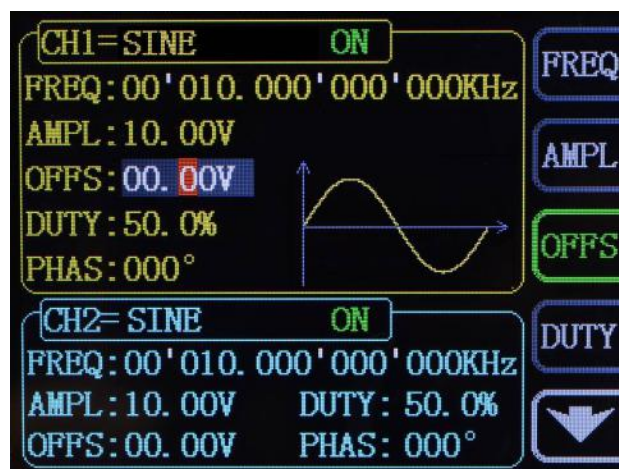 CH1=SINE ON
FREQ:00'010.000'000'000KHz
AMPL:10.00V
OFFS:00.00V
DUTY:50.0%
PHAS:000°
CH2=SINE ON
FREQ:00'010.000'000'000KHz
AMPL:10.00V DUTY:50.0%
OFFS:00.00V PHAS:000°
FREQ
AMPL
OFFS
DUTY